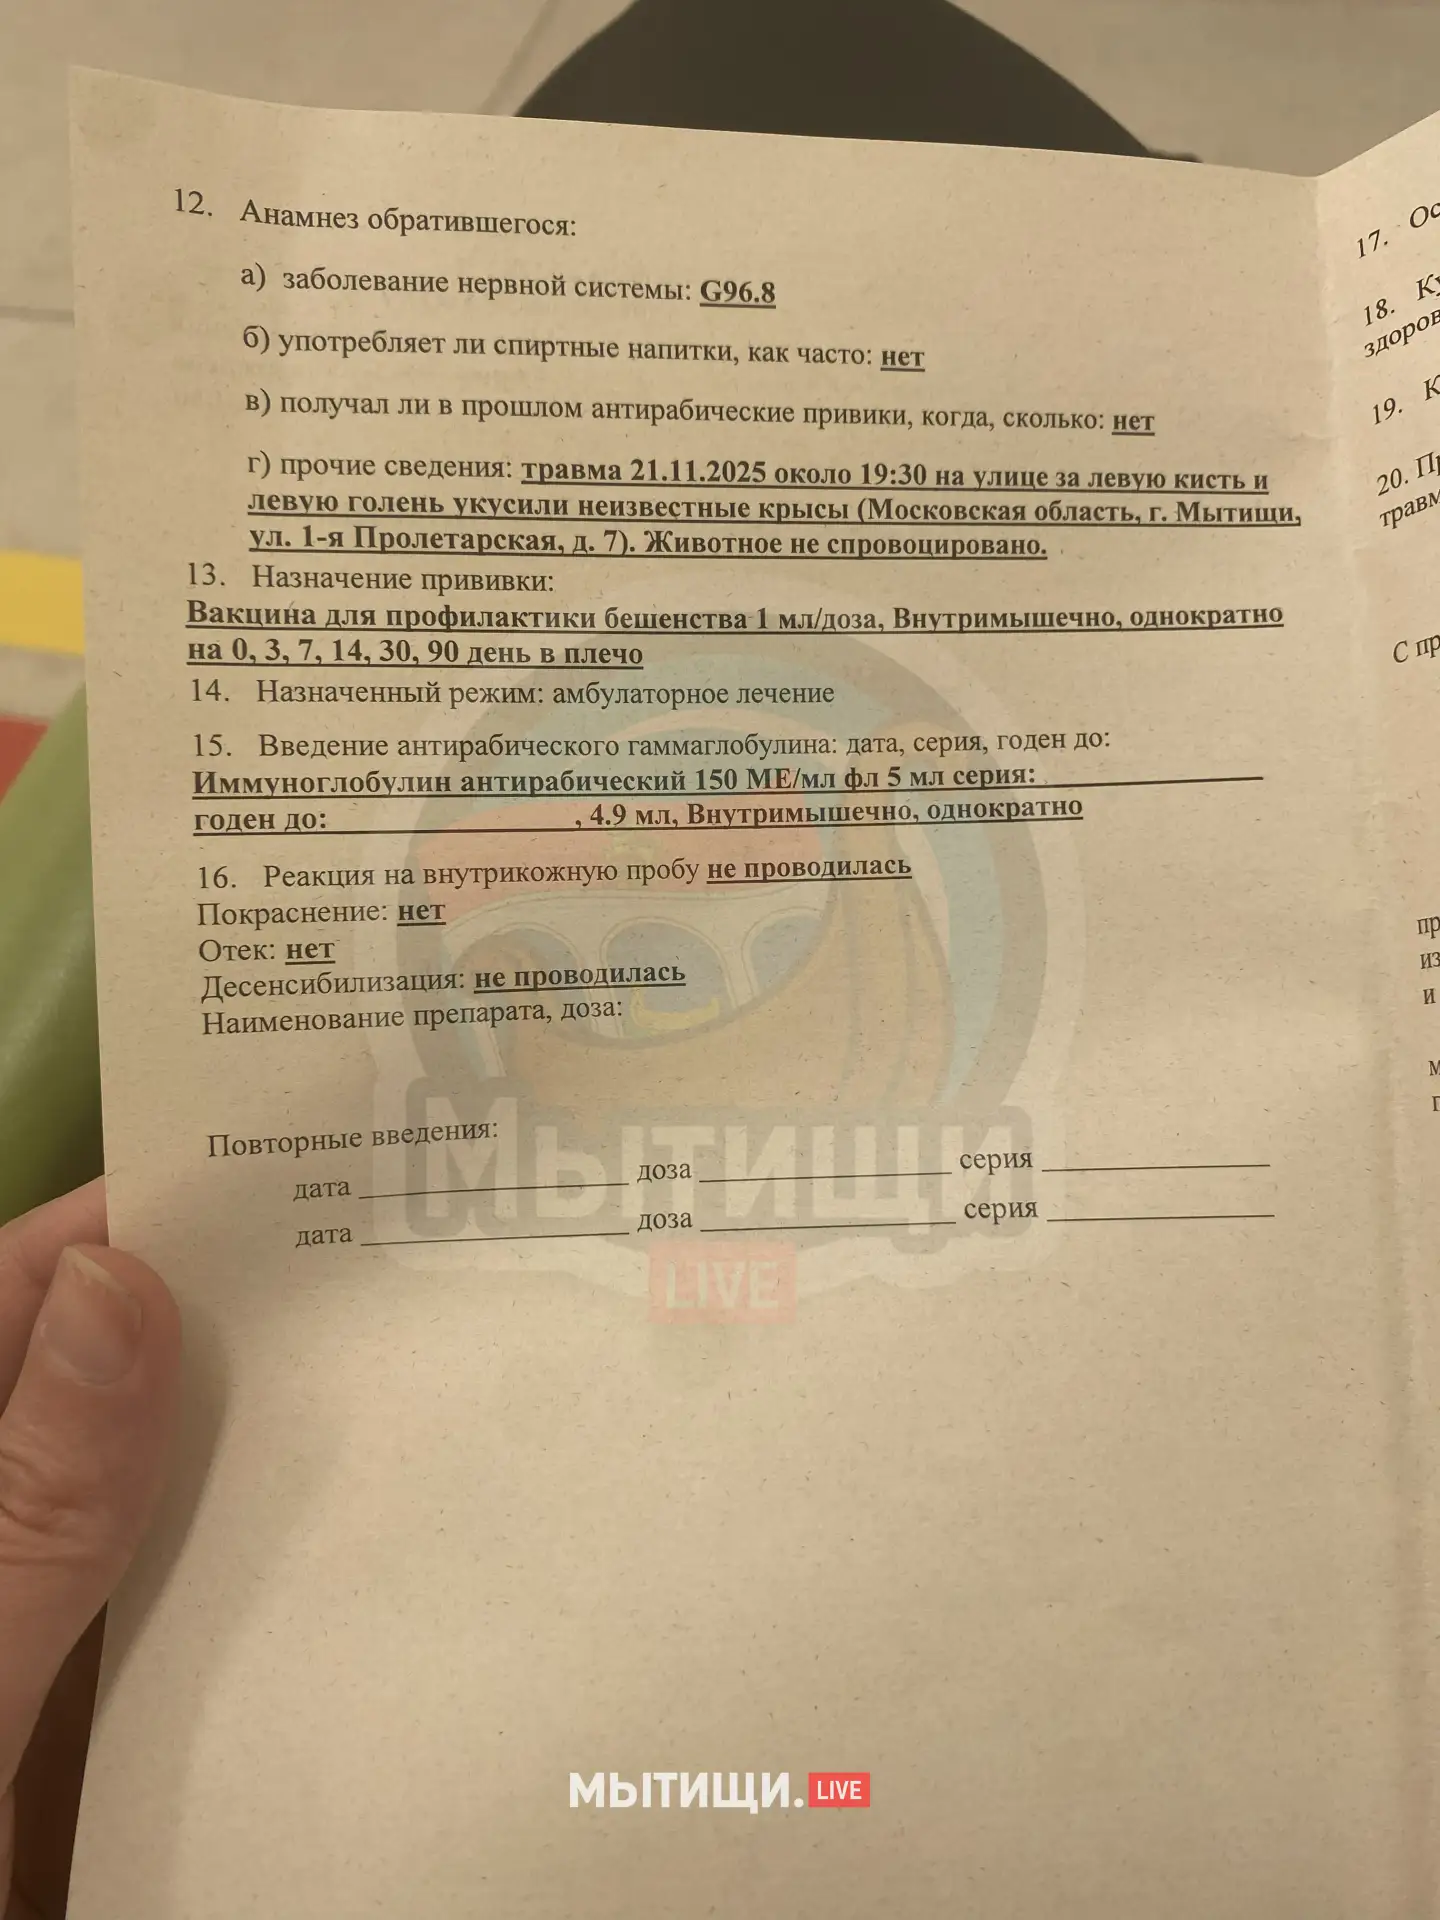 12. Анамнез обратившегося:
а) заболевание нервной системы: G96.8
б) употребляет ли спиртные напитки, как часто: нет
в) получал ли в прошлом антирабические привики, когда, сколько: нет
г) прочие сведения: травма 21.11.2025 около 19:30 на улице за левую кисть и
левую голень укусили неизвестные крысы (Московская область, г. Мытищи,
ул. 1-я Пролетарская, д. 7). Животное не спровоцировано.
13. Назначение прививки:
Вакцина для профилактики бешенства 1 мл/доза, Внутримышечно, однократно
на 0, 3, 7, 14, 30, 90 день в плечо
14. Назначенный режим: амбулаторное лечение
15. Введение антирабического гаммаглобулина: дата, серия, годен до:
Иммуноглобулин антирабический 150 МЕ/мл фл 5 мл серия:
годен до: , 4.9 мл, Внутримышечно, однократно
16. Реакция на внутрикожную пробу не проводилась
Покраснение: нет
Отек: нет
Десенсибилизация: не проводилась
Наименование препарата, доза:
Повторные введения:
дата доза серия
дата доза серия
17.
18.
19.
20.
С
и
МЫТИЩИ
LIVE
МЫТИЩИ. LIVE